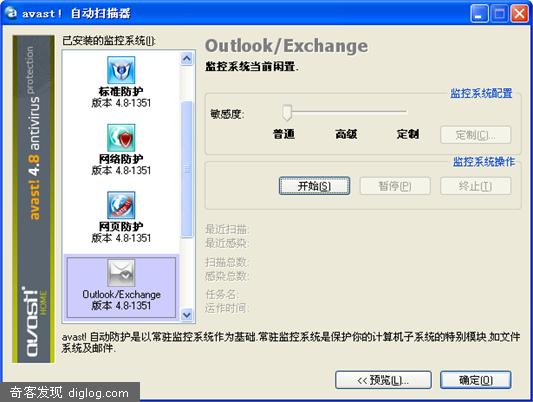 avast! 自动扫描器
已安装的监控系统(I):
标准防护
版本 4.8-1351
网络防护
版本 4.8-1351
网页防护
版本 4.8-1351
Outlook/Exchange
版本 4.8-1351
avast! 4.8 antivirus protection
avast! HOME
Outlook/Exchange
监控系统当前闲置.
监控系统配置
敏感度:
普通 高级 定制
定制(C)...
监控系统操作
开始(S) 暂停(P) 终止(T)
最近扫描:
最近感染:
扫描总数:
感染总数:
任务名:
运作时间:
avast! 自动防护是以常驻监控系统作为基础.常驻监控系统是保护你的计算机子系统的特别模块,如文件
系统及邮件.
<< 预览(L)... 确定(O)
奇客发现 diglog.com